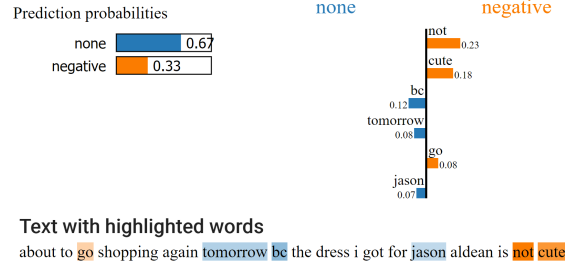 Prediction probabilities
none 0.67
negative 0.33
none negative
not
0.23
cute
0.18
bc
0.12
tomorrow
0.08
go
0.08
jason
0.07
Text with highlighted words
about to go shopping again tomorrow bc the dress i got for jason aldean is not cute